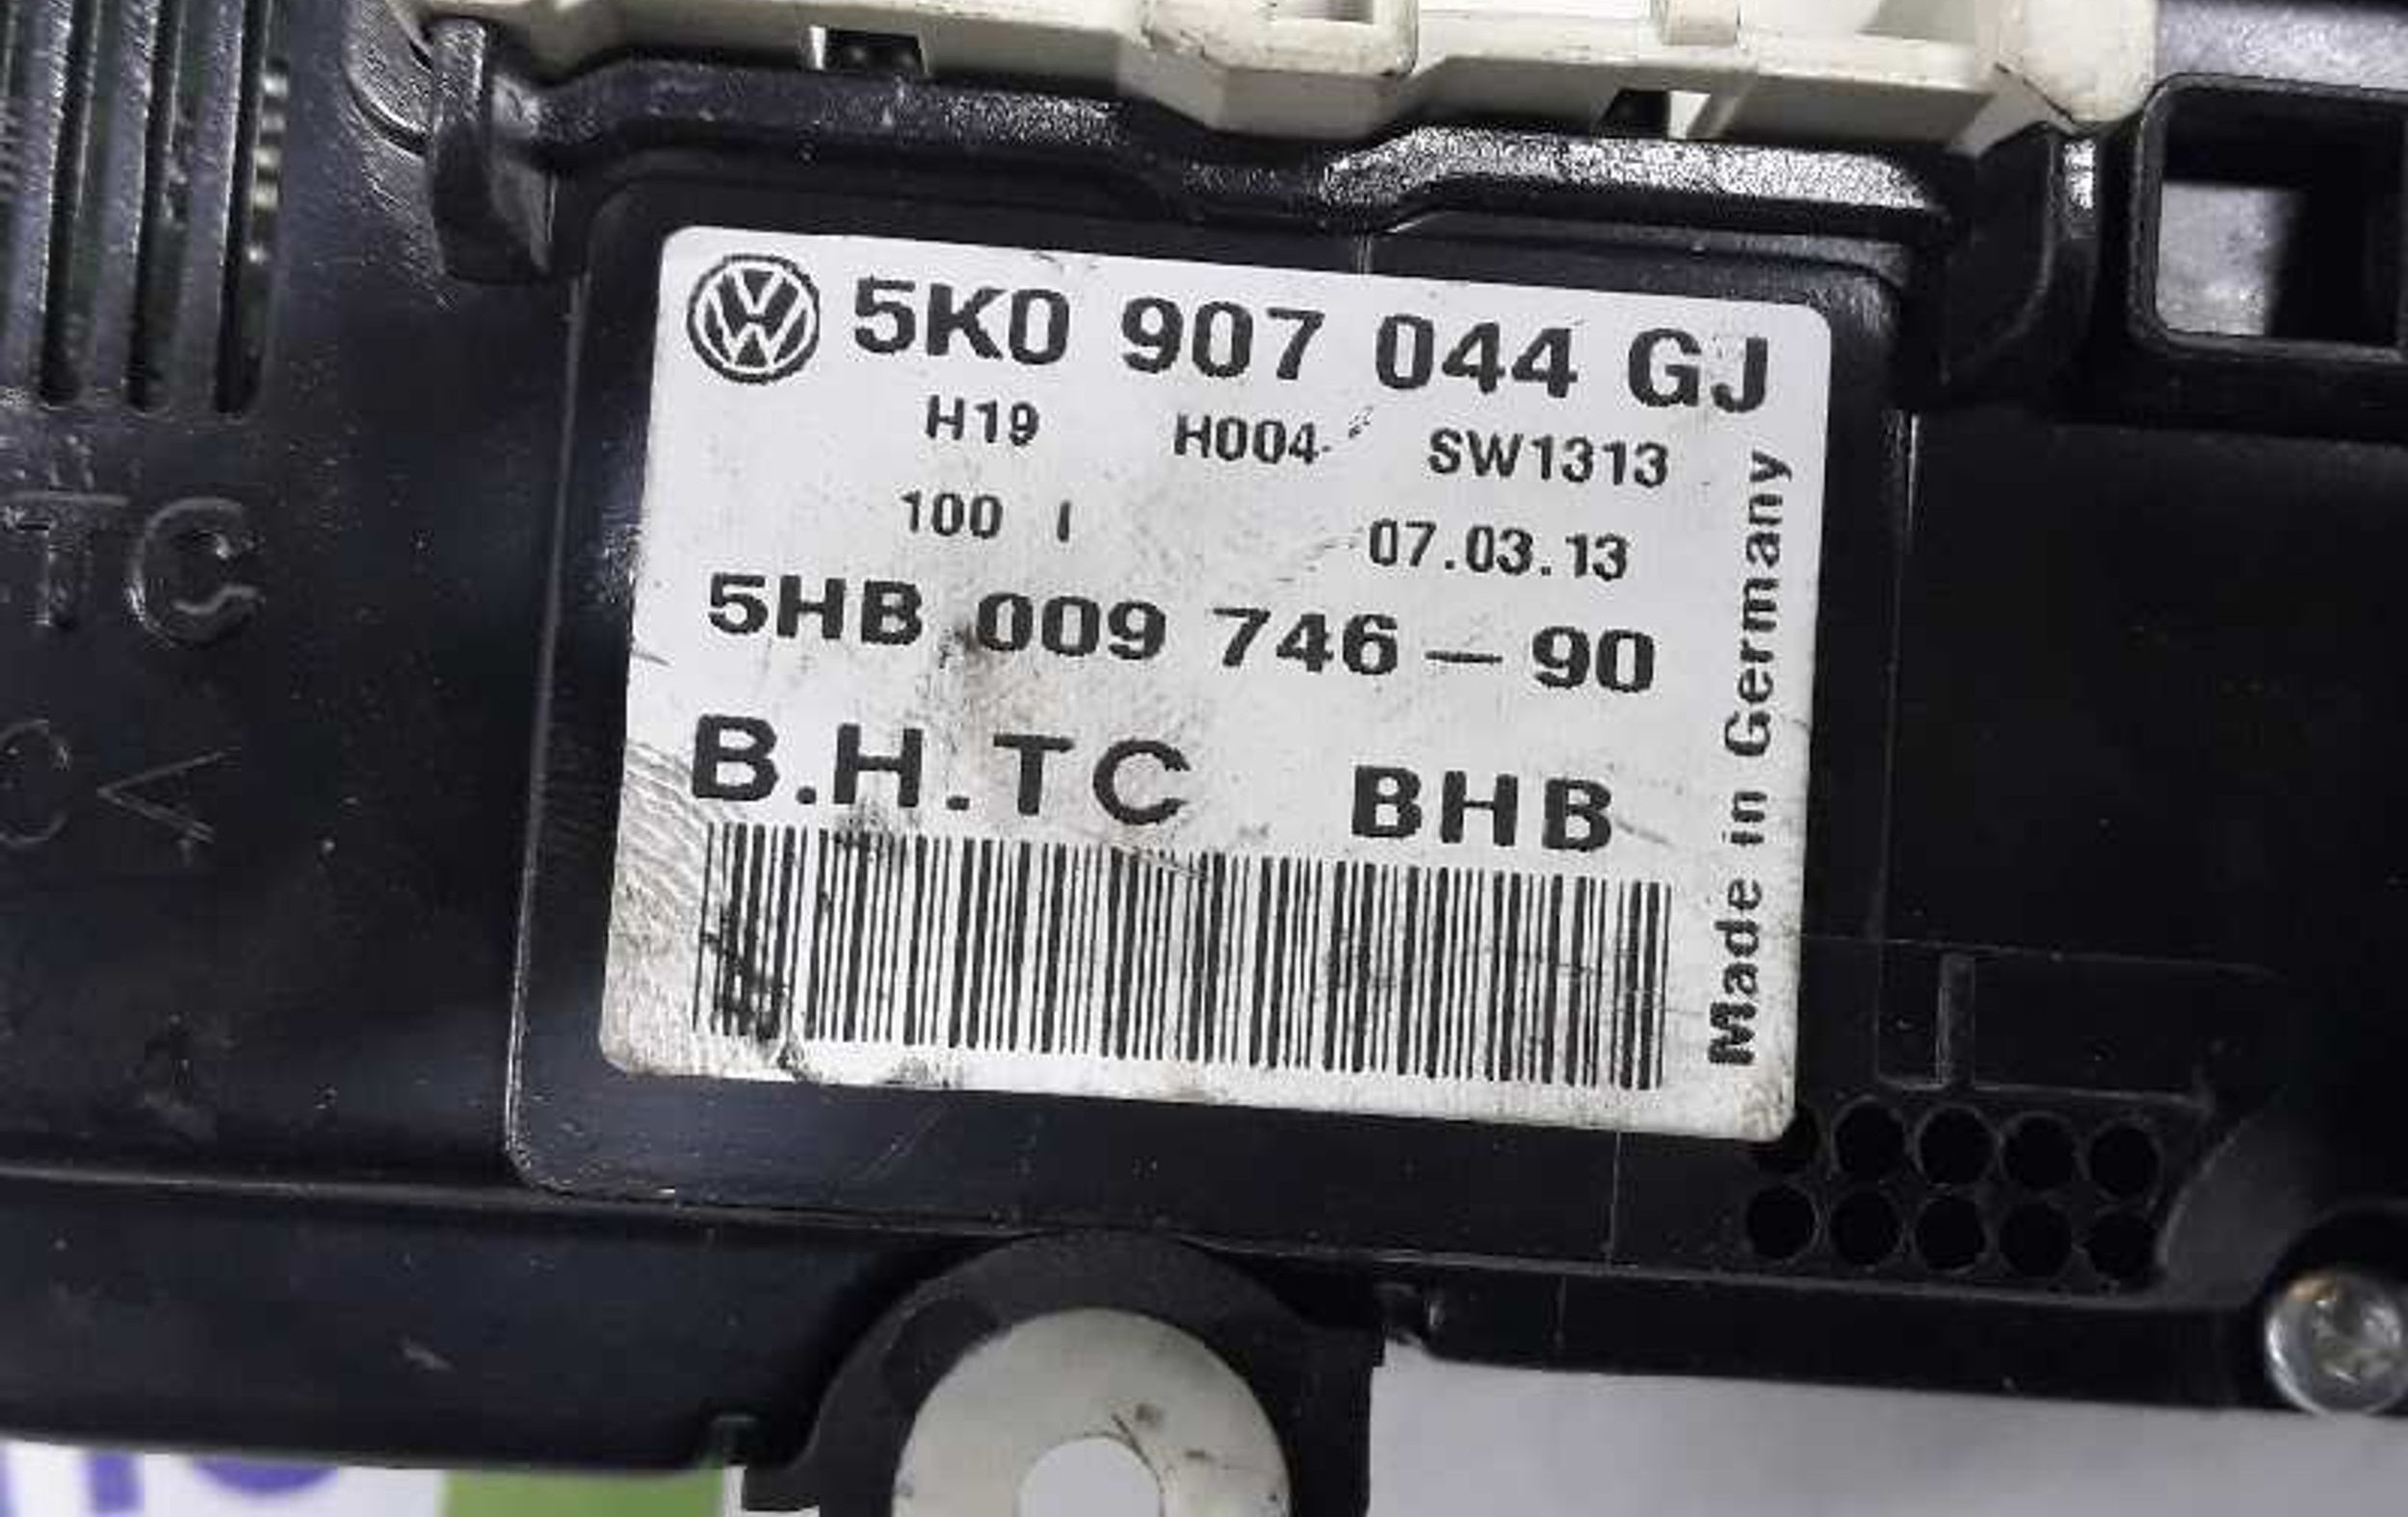 5K0 907 044 GJ
H19 H004 SW1313
100 I 07.03.13
5HB 009 746 – 90
B.H.TC BHB
Made in Germany
TC
C<